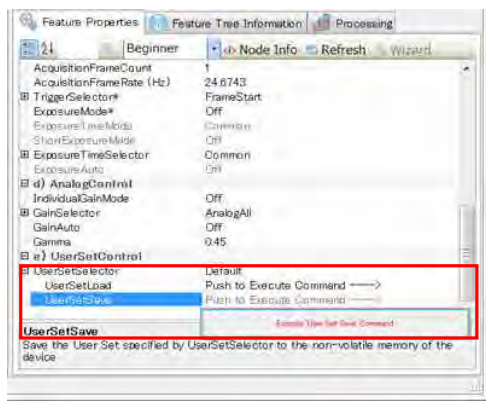 Feature Properties Feature Tree Information Processing
Beginner Node Info Refresh Wizard
AcquisitionFrameCount 1
AcquisitionFrameRate (Hz) 24.6743
TriggerSelector* FrameStart
ExposureMode* Off
ExposureTimeMode Common
ShortExposureMode Off
ExposureTimeSelector Common
ExposureAuto Off
d) AnalogControl
IndividualGainMode Off
GainSelector AnalogAll
GainAuto Off
Gamma 0.45
e) UserSetControl
UserSetSelector Default
UserSetLoad Push to Execute Command ---->
UserSetSave Push to Execute Command ---->
Execute User Set Save Command
UserSetSave
Save the User Set specified by UserSetSelector to the non-volatile memory of the
device